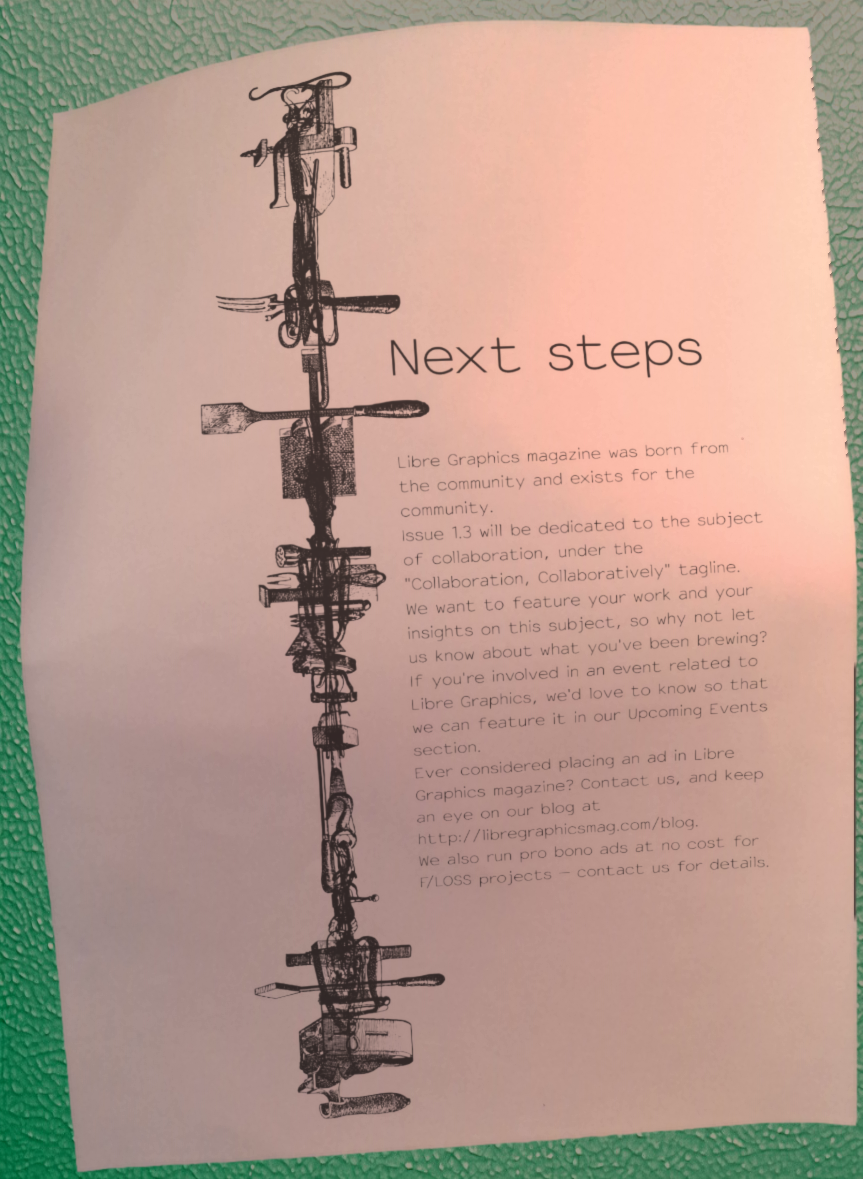 Next steps
Libre Graphics magazine was born from
the community and exists for the
community.
Issue 1.3 will be dedicated to the subject
of collaboration, under the
"Collaboration, Collaboratively" tagline.
We want to feature your work and your
insights on this subject, so why not let
us know about what you've been brewing?
If you're involved in an event related to
Libre Graphics, we'd love to know so that
we can feature it in our Upcoming Events
section.
Ever considered placing an ad in Libre
Graphics magazine? Contact us, and keep
an eye on our blog at
http://libregraphicsmag.com/blog.
We also run pro bono ads at no cost for
F/LOSS projects – contact us for details.